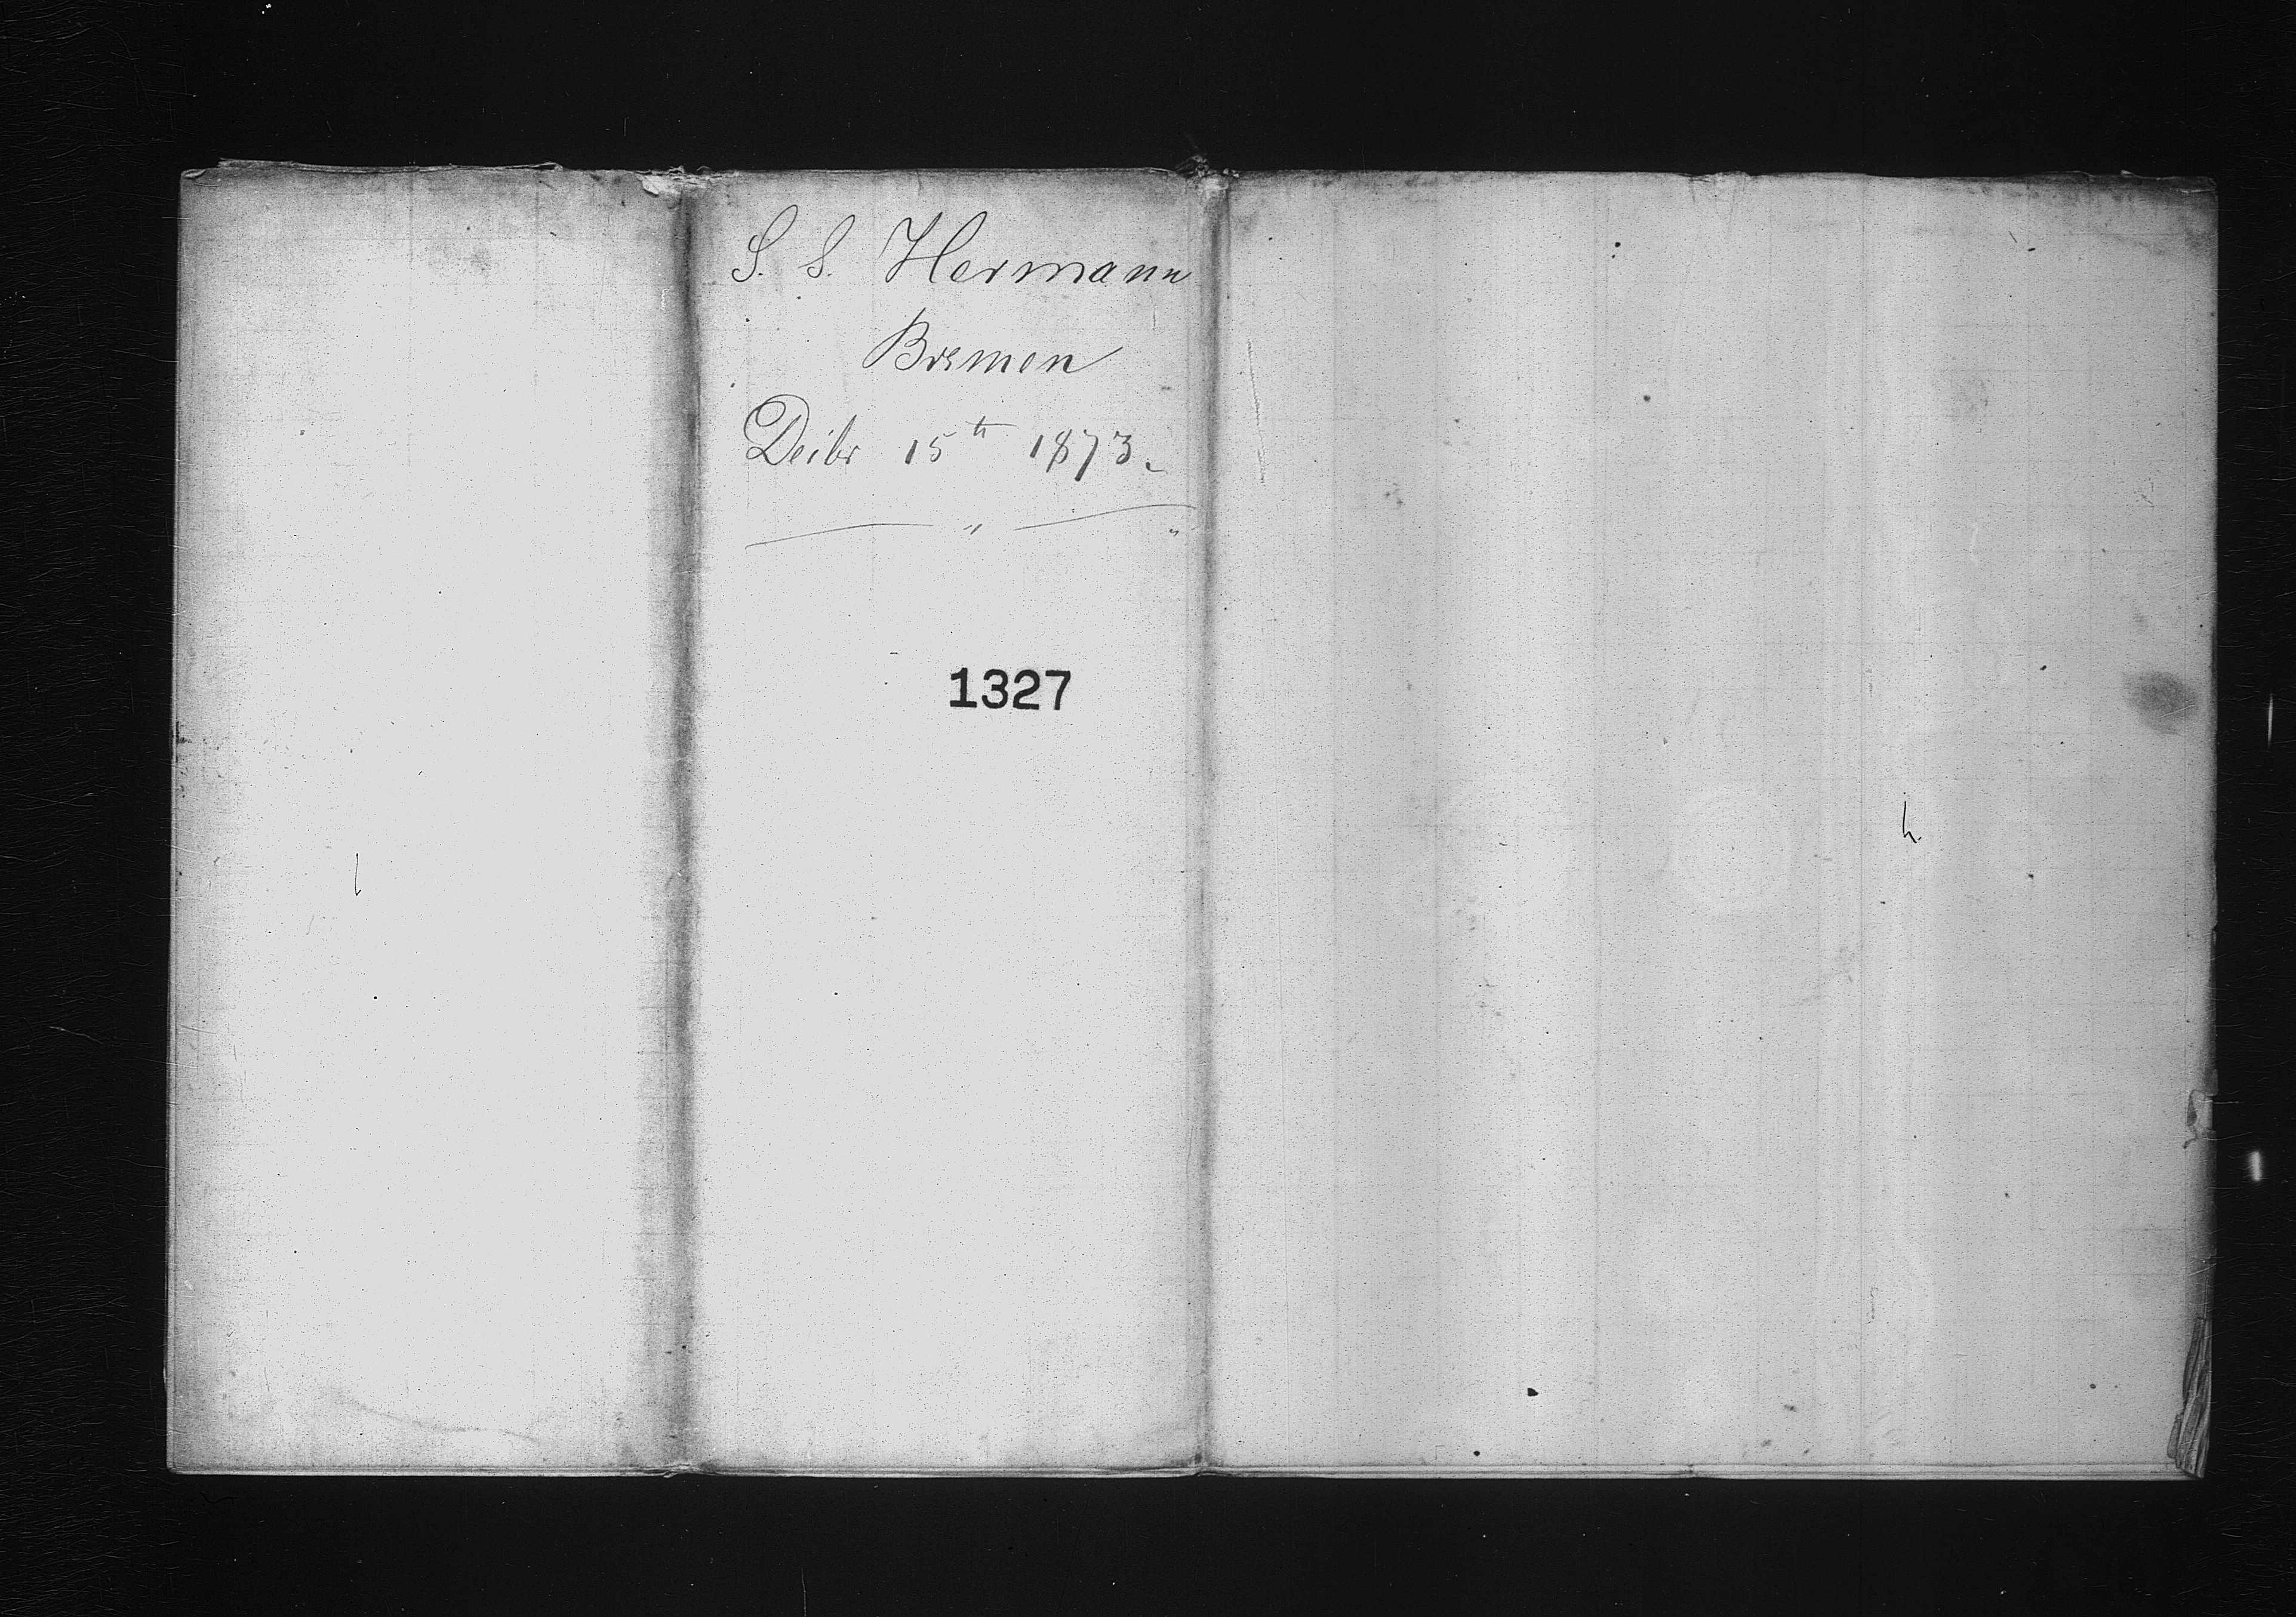 S. S. Hermann
Bremen
Decbr 15th 1873.
1327